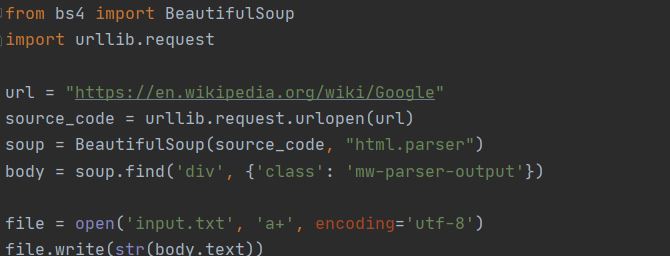 from bs4 import BeautifulSoup
import urllib.request
url = "https://en.wikipedia.org/wiki/Google"
source_code = urllib.request.urlopen(url)
soup = BeautifulSoup(source_code, "html.parser")
body = soup.find('div', {'class': 'mw-parser-output'})
file = open('input.txt', 'a+', encoding='utf-8')
file.write(str(body.text))